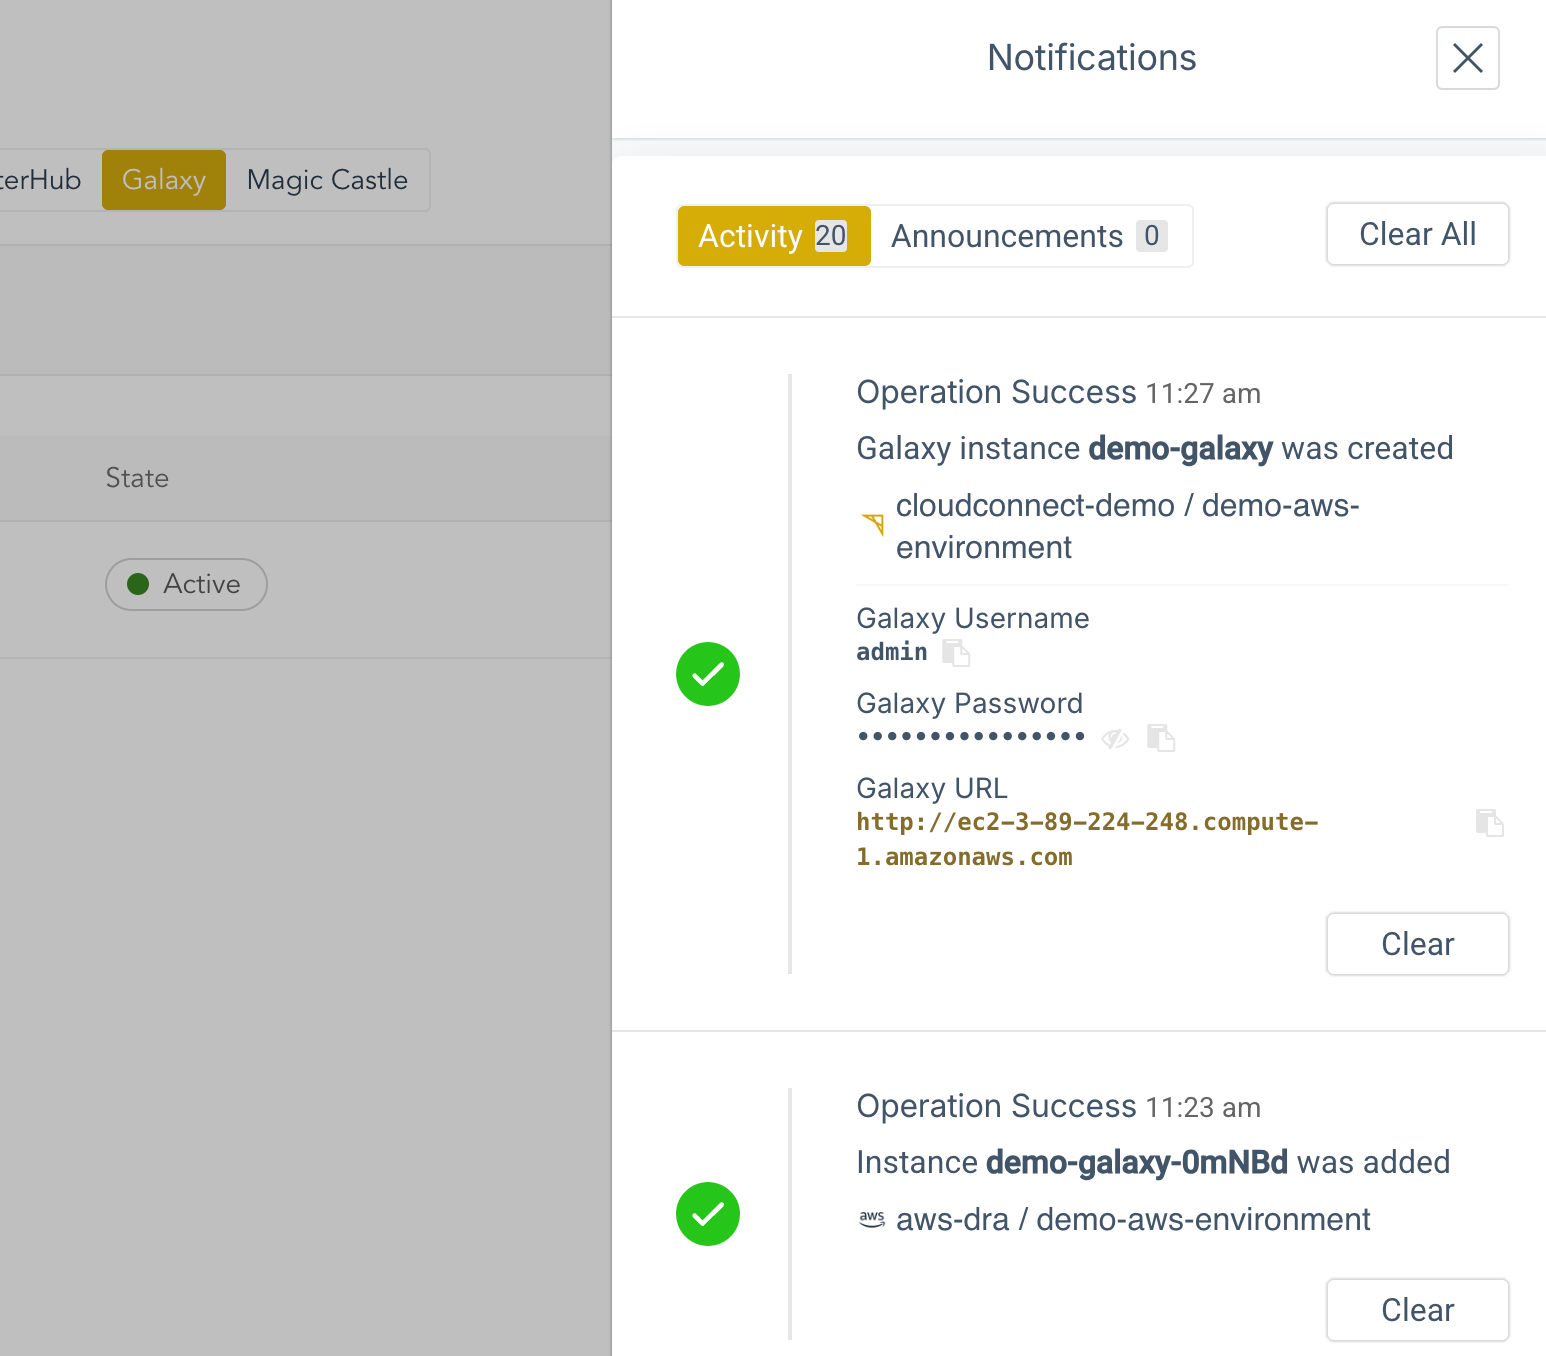 Notifications
terHub Galaxy Magic Castle
Activity 20 Announcements 0 Clear All
Operation Success 11:27 am
Galaxy instance demo-galaxy was created
cloudconnect-demo / demo-aws-
environment
State
Active
Galaxy Username
admin
Galaxy Password
••••••••••••••••
Galaxy URL
http://ec2-3-89-224-248.compute-
1.amazonaws.com
Clear
Operation Success 11:23 am
Instance demo-galaxy-0mNBd was added
aws aws-dra / demo-aws-environment
Clear